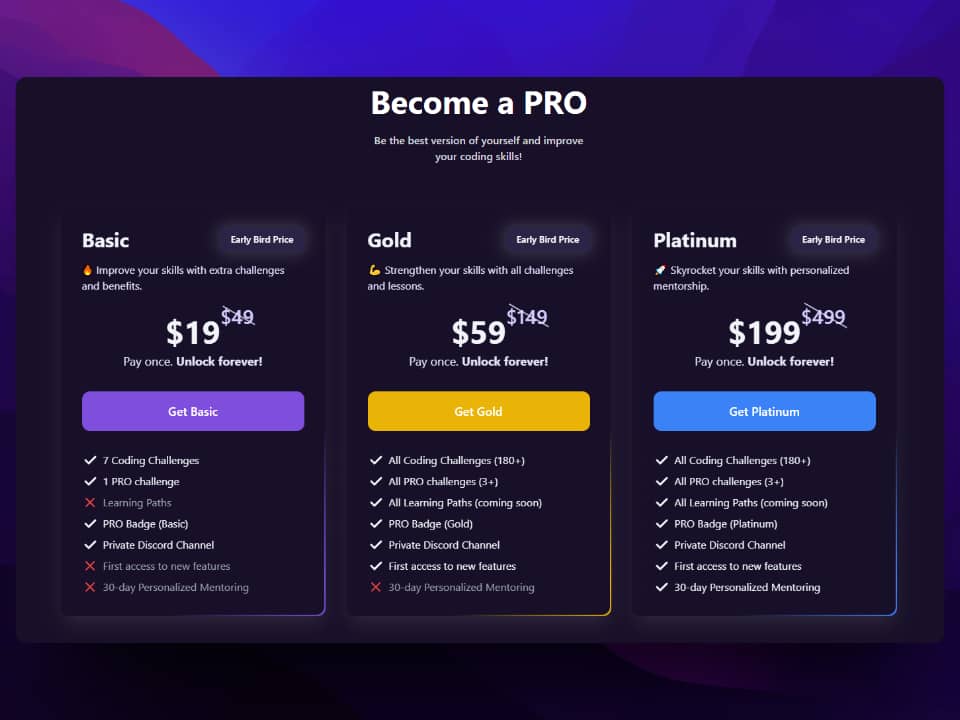 Become a PRO
Be the best version of yourself and improve
your coding skills!
Basic
Early Bird Price
🔥 Improve your skills with extra challenges
and benefits.
$19 $49
Pay once. Unlock forever!
Get Basic
7 Coding Challenges
1 PRO challenge
Learning Paths
PRO Badge (Basic)
Private Discord Channel
First access to new features
30-day Personalized Mentoring
Gold
Early Bird Price
💪 Strengthen your skills with all challenges
and lessons.
$59 $149
Pay once. Unlock forever!
Get Gold
All Coding Challenges (180+)
All PRO challenges (3+)
All Learning Paths (coming soon)
PRO Badge (Gold)
Private Discord Channel
First access to new features
30-day Personalized Mentoring
Platinum
Early Bird Price
🚀 Skyrocket your skills with personalized
mentorship.
$199 $499
Pay once. Unlock forever!
Get Platinum
All Coding Challenges (180+)
All PRO challenges (3+)
All Learning Paths (coming soon)
PRO Badge (Platinum)
Private Discord Channel
First access to new features
30-day Personalized Mentoring